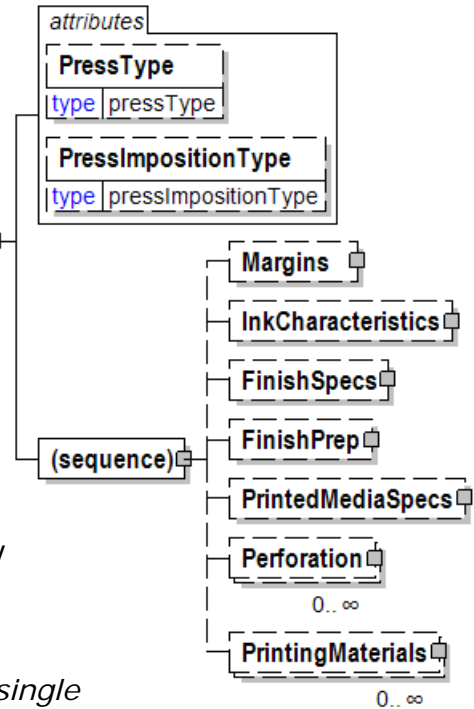 attributes
PressType
type pressType
PressImpositionType
type pressImpositionType
Margins
InkCharacteristics
FinishSpecs
FinishPrep
(sequence)
PrintedMediaSpecs
Perforation
0.. ∞
PrintingMaterials
single
0.. ∞